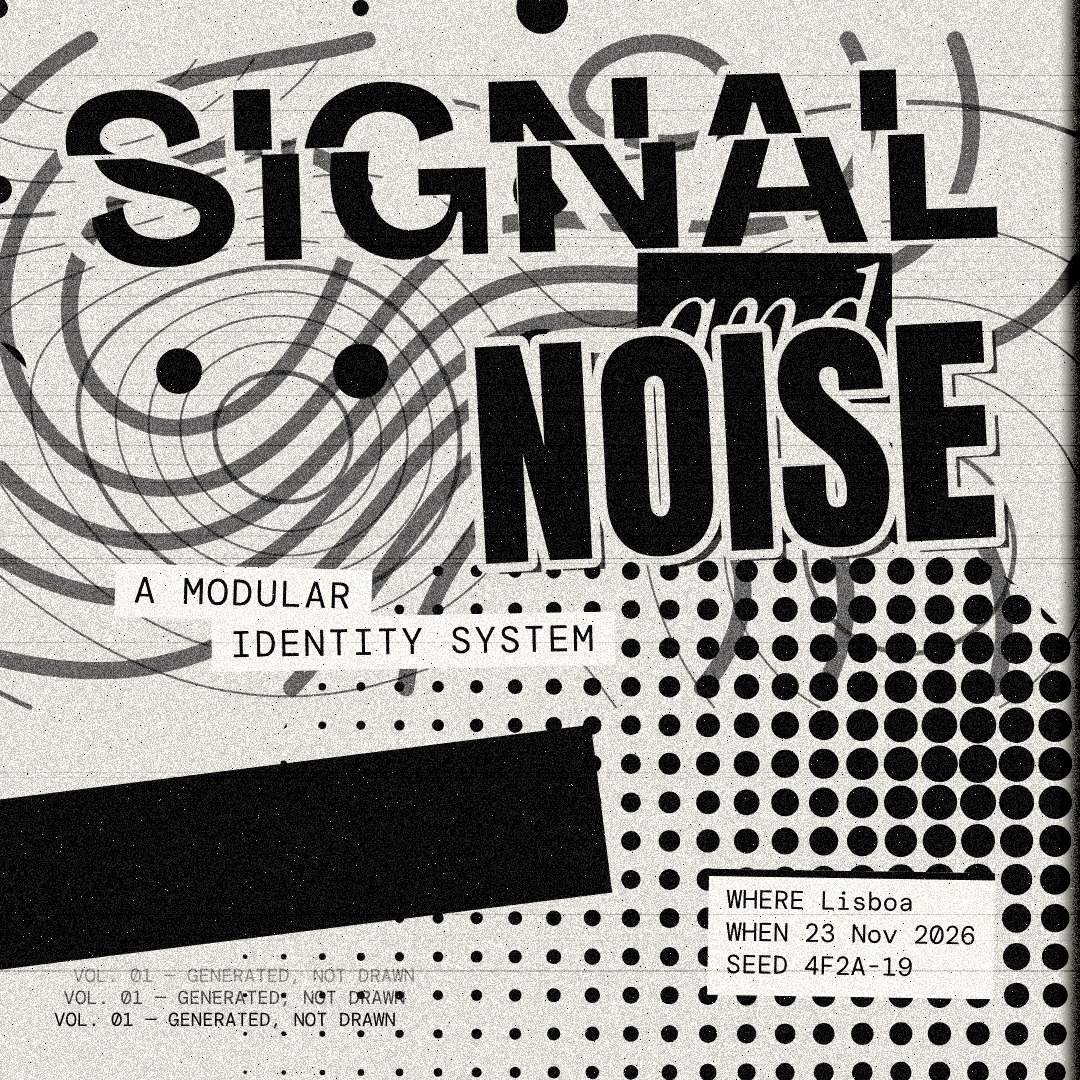 SIGNAL
and
NOISE
A MODULAR
IDENTITY SYSTEM
WHERE Lisboa
WHEN 23 Nov 2026
SEED 4F2A-19
VOL. 01 — GENERATED, NOT DRAWN
VOL. 01 — GENERATED, NOT DRAWN
VOL. 01 — GENERATED, NOT DRAWN